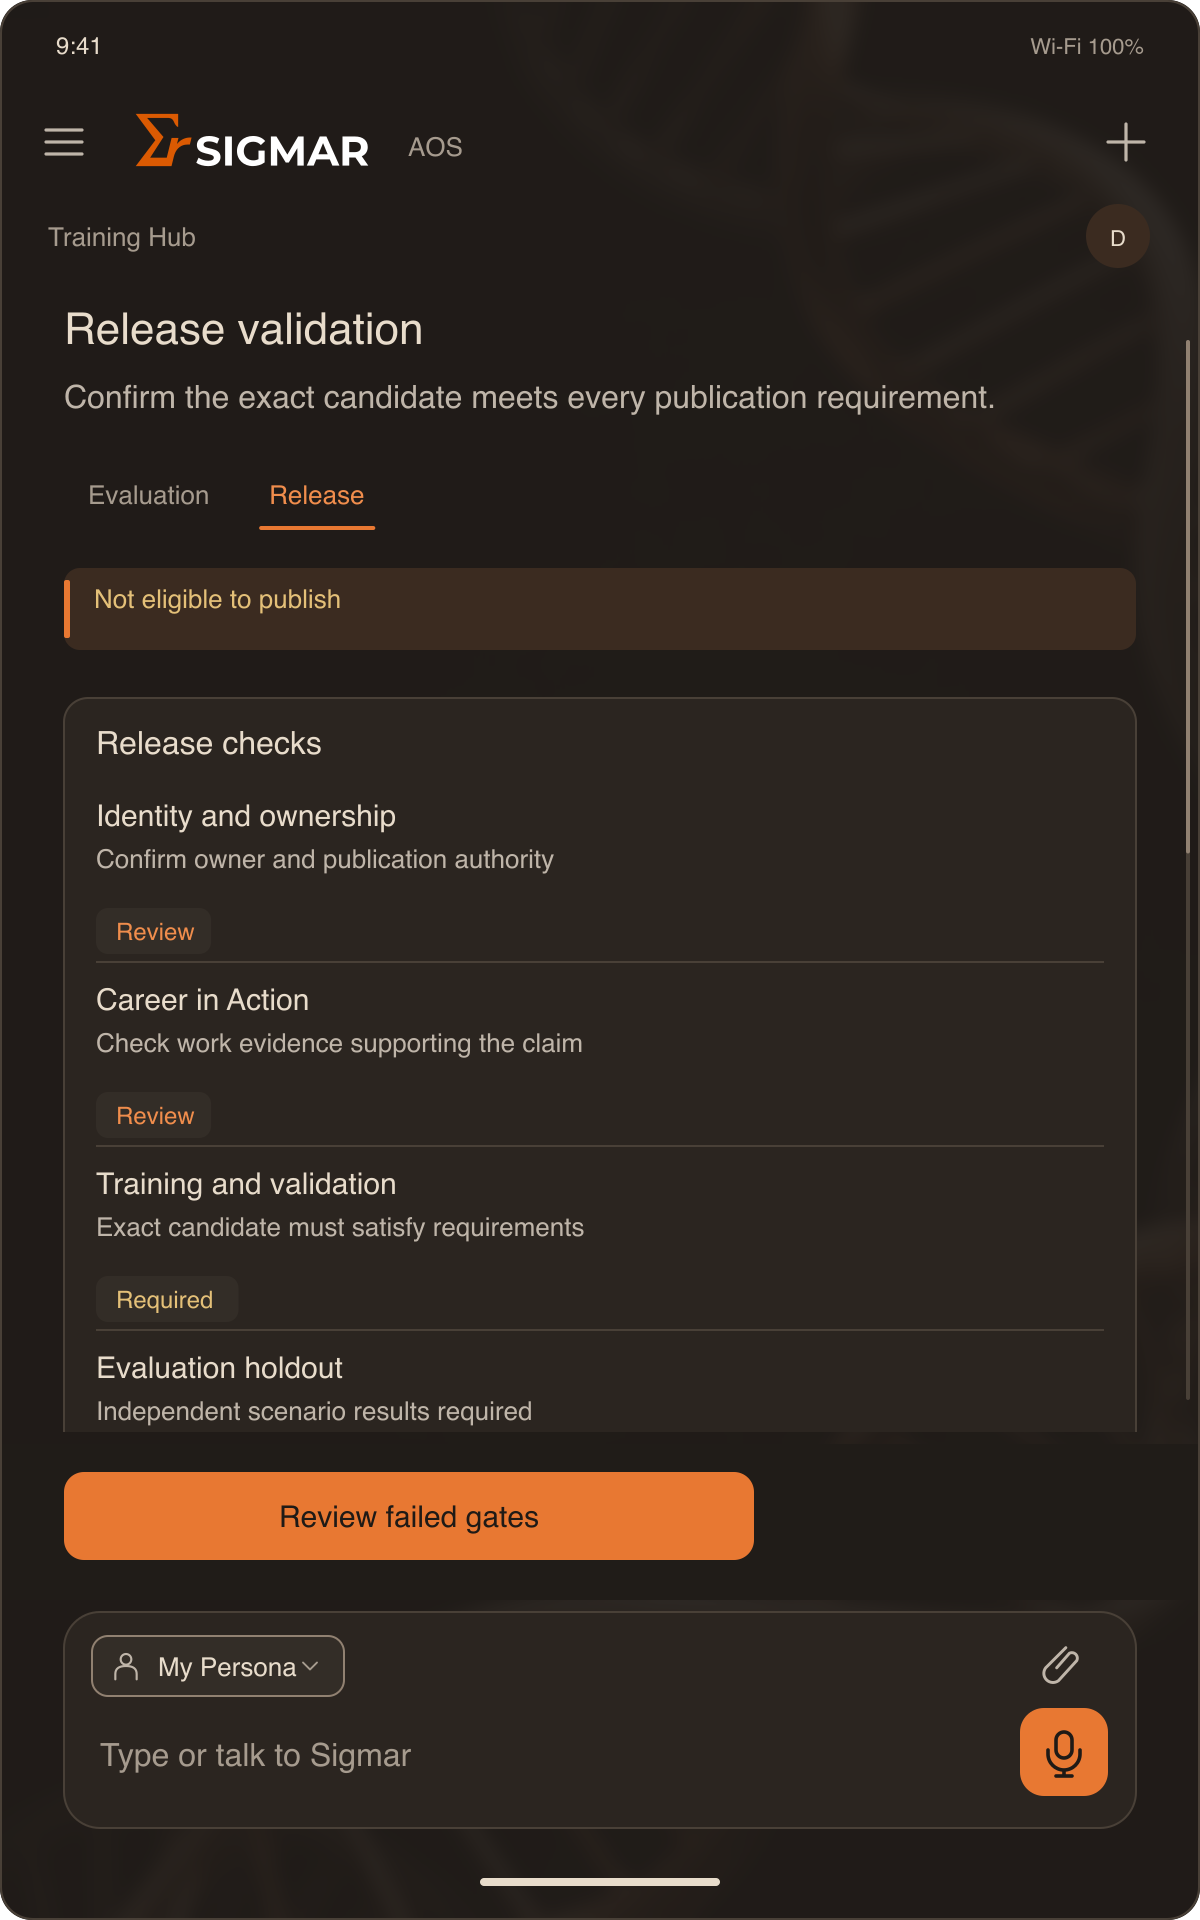 9:41
Wi-Fi 100%
Σr SIGMAR AOS
Training Hub
D
Release validation
Confirm the exact candidate meets every publication requirement.
Evaluation
Release
Not eligible to publish
Release checks
Identity and ownership
Confirm owner and publication authority
Review
Career in Action
Check work evidence supporting the claim
Review
Training and validation
Exact candidate must satisfy requirements
Required
Evaluation holdout
Independent scenario results required
Review failed gates
My Persona
Type or talk to Sigmar